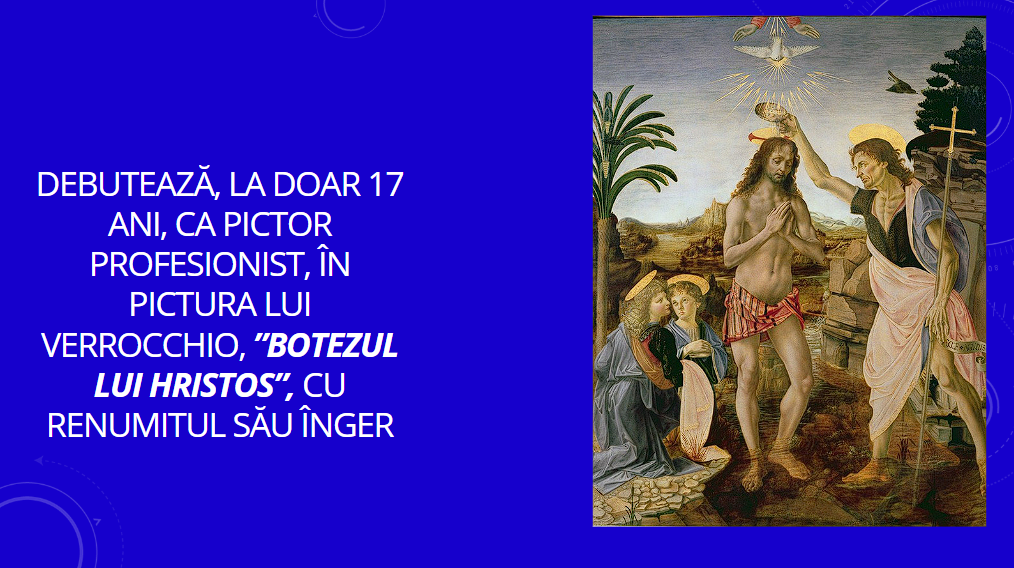 DEBUTEAZĂ, LA DOAR 17
ANI, CA PICTOR
PROFESIONIST, ÎN
PICTURA LUI
VERROCCHIO, ”BOTEZUL
LUI HRISTOS”, CU
RENUMITUL SĂU ÎNGER